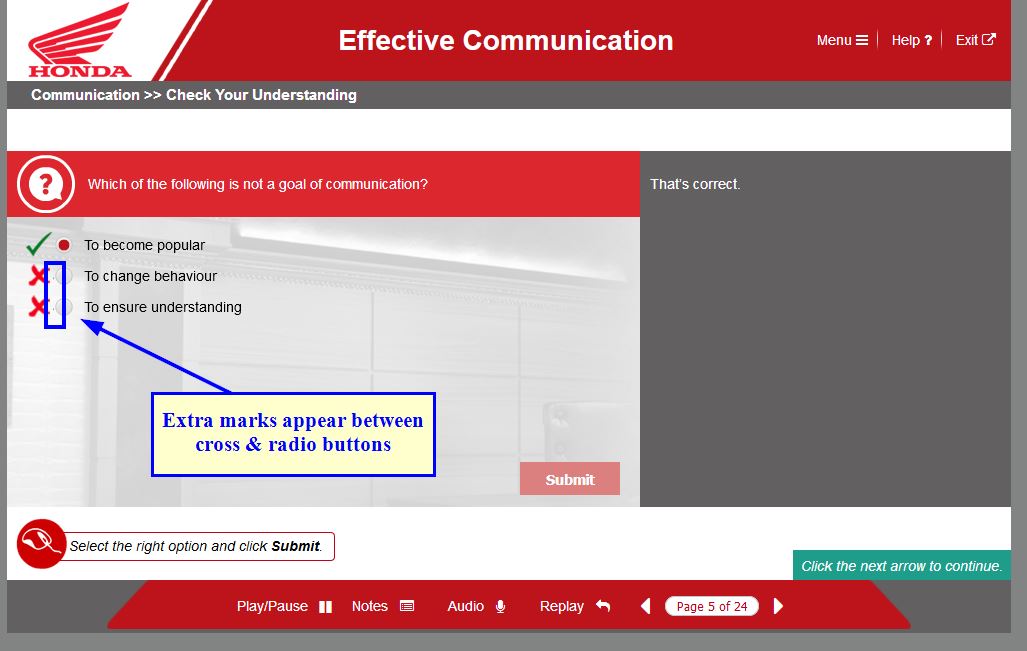 HONDA
Effective Communication
Menu
Help ?
Exit
Communication >> Check Your Understanding
Which of the following is not a goal of communication?
That's correct.
To become popular
To change behaviour
To ensure understanding
Extra marks appear between
cross & radio buttons
Submit
Select the right option and click Submit.
Click the next arrow to continue.
Play/Pause
Notes
Audio
Replay
Page 5 of 24